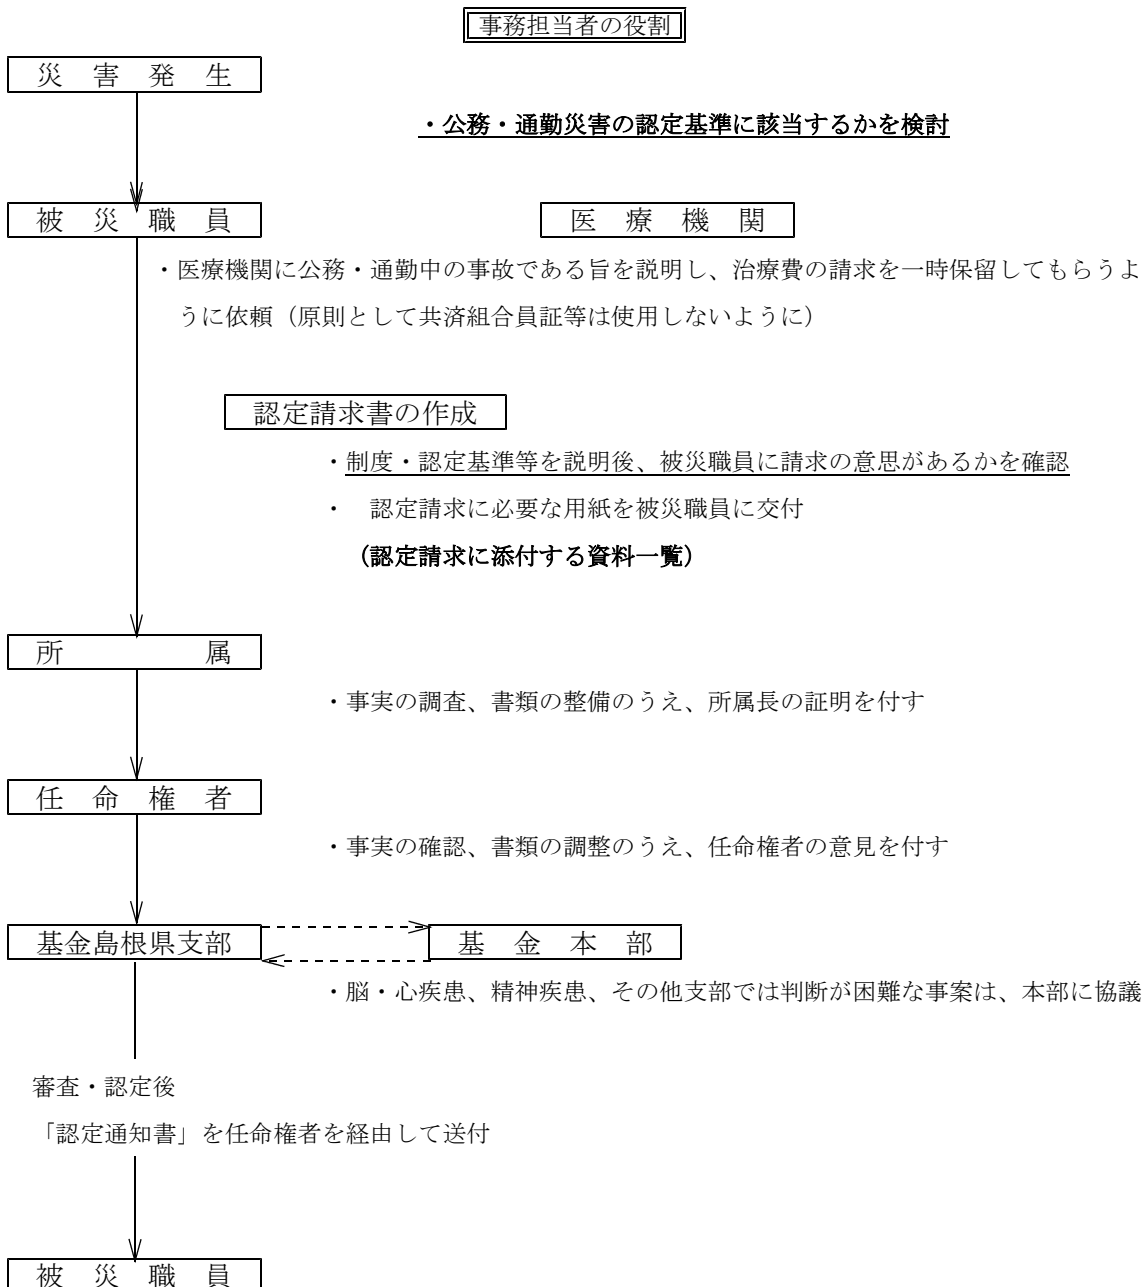 事務担当者の役割
災害発生
・公務・通勤災害の認定基準に該当するかを検討
被災職員
医療機関
・医療機関に公務・通勤中の事故である旨を説明し、治療費の請求を一時保留してもらうよ
うに依頼（原則として共済組合員証等は使用しないように）
認定請求書の作成
・制度・認定基準等を説明後、被災職員に請求の意思があるかを確認
・　認定請求に必要な用紙を被災職員に交付
（認定請求に添付する資料一覧）
所属
・事実の調査、書類の整備のうえ、所属長の証明を付す
任命権者
・事実の確認、書類の調整のうえ、任命権者の意見を付す
基金島根県支部
基金本部
・脳・心疾患、精神疾患、その他支部では判断が困難な事案は、本部に協議
審査・認定後
「認定通知書」を任命権者を経由して送付
被災職員